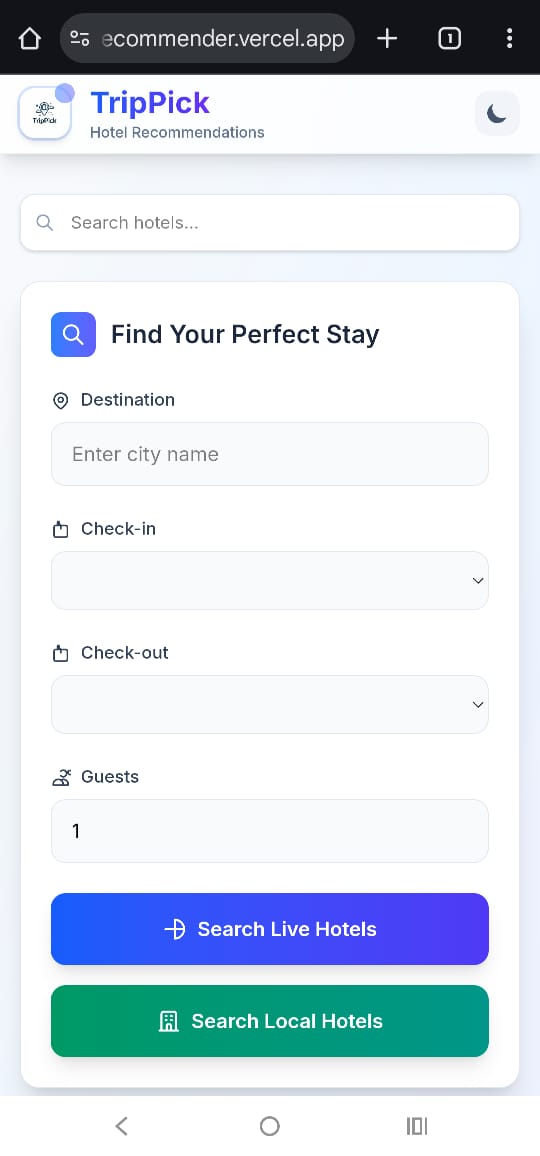 ecommender.vercel.app
1
TripPick
TripPick
Hotel Recommendations
Search hotels...
Find Your Perfect Stay
Destination
Enter city name
Check-in
Check-out
Guests
1
Search Live Hotels
Search Local Hotels